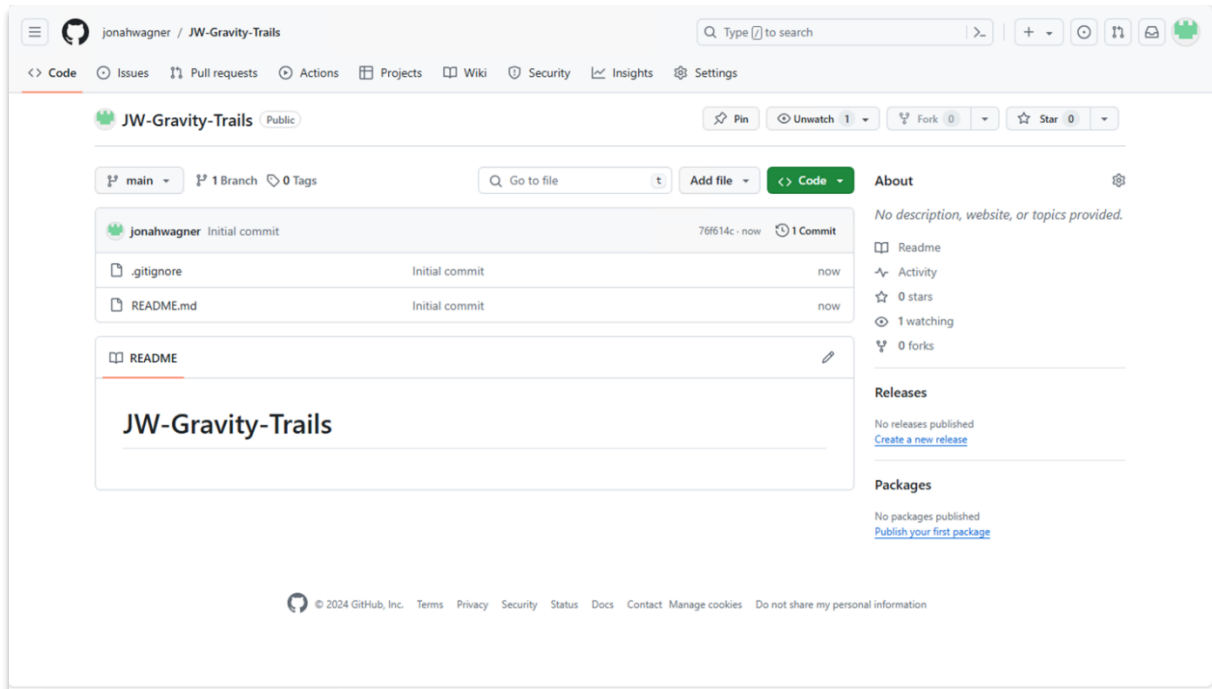 jonahwagner / JW-Gravity-Trails
Type / to search
Code Issues Pull requests Actions Projects Wiki Security Insights Settings
JW-Gravity-Trails Public
Pin Unwatch 1 Fork 0 Star 0
main 1 Branch 0 Tags
Go to file t Add file Code
jonahwagner Initial commit 76f614c · now 1 Commit
.gitignore Initial commit now
README.md Initial commit now
README
JW-Gravity-Trails
About
No description, website, or topics provided.
Readme
Activity
0 stars
1 watching
0 forks
Releases
No releases published
Create a new release
Packages
No packages published
Publish your first package
© 2024 GitHub, Inc. Terms Privacy Security Status Docs Contact Manage cookies Do not share my personal information